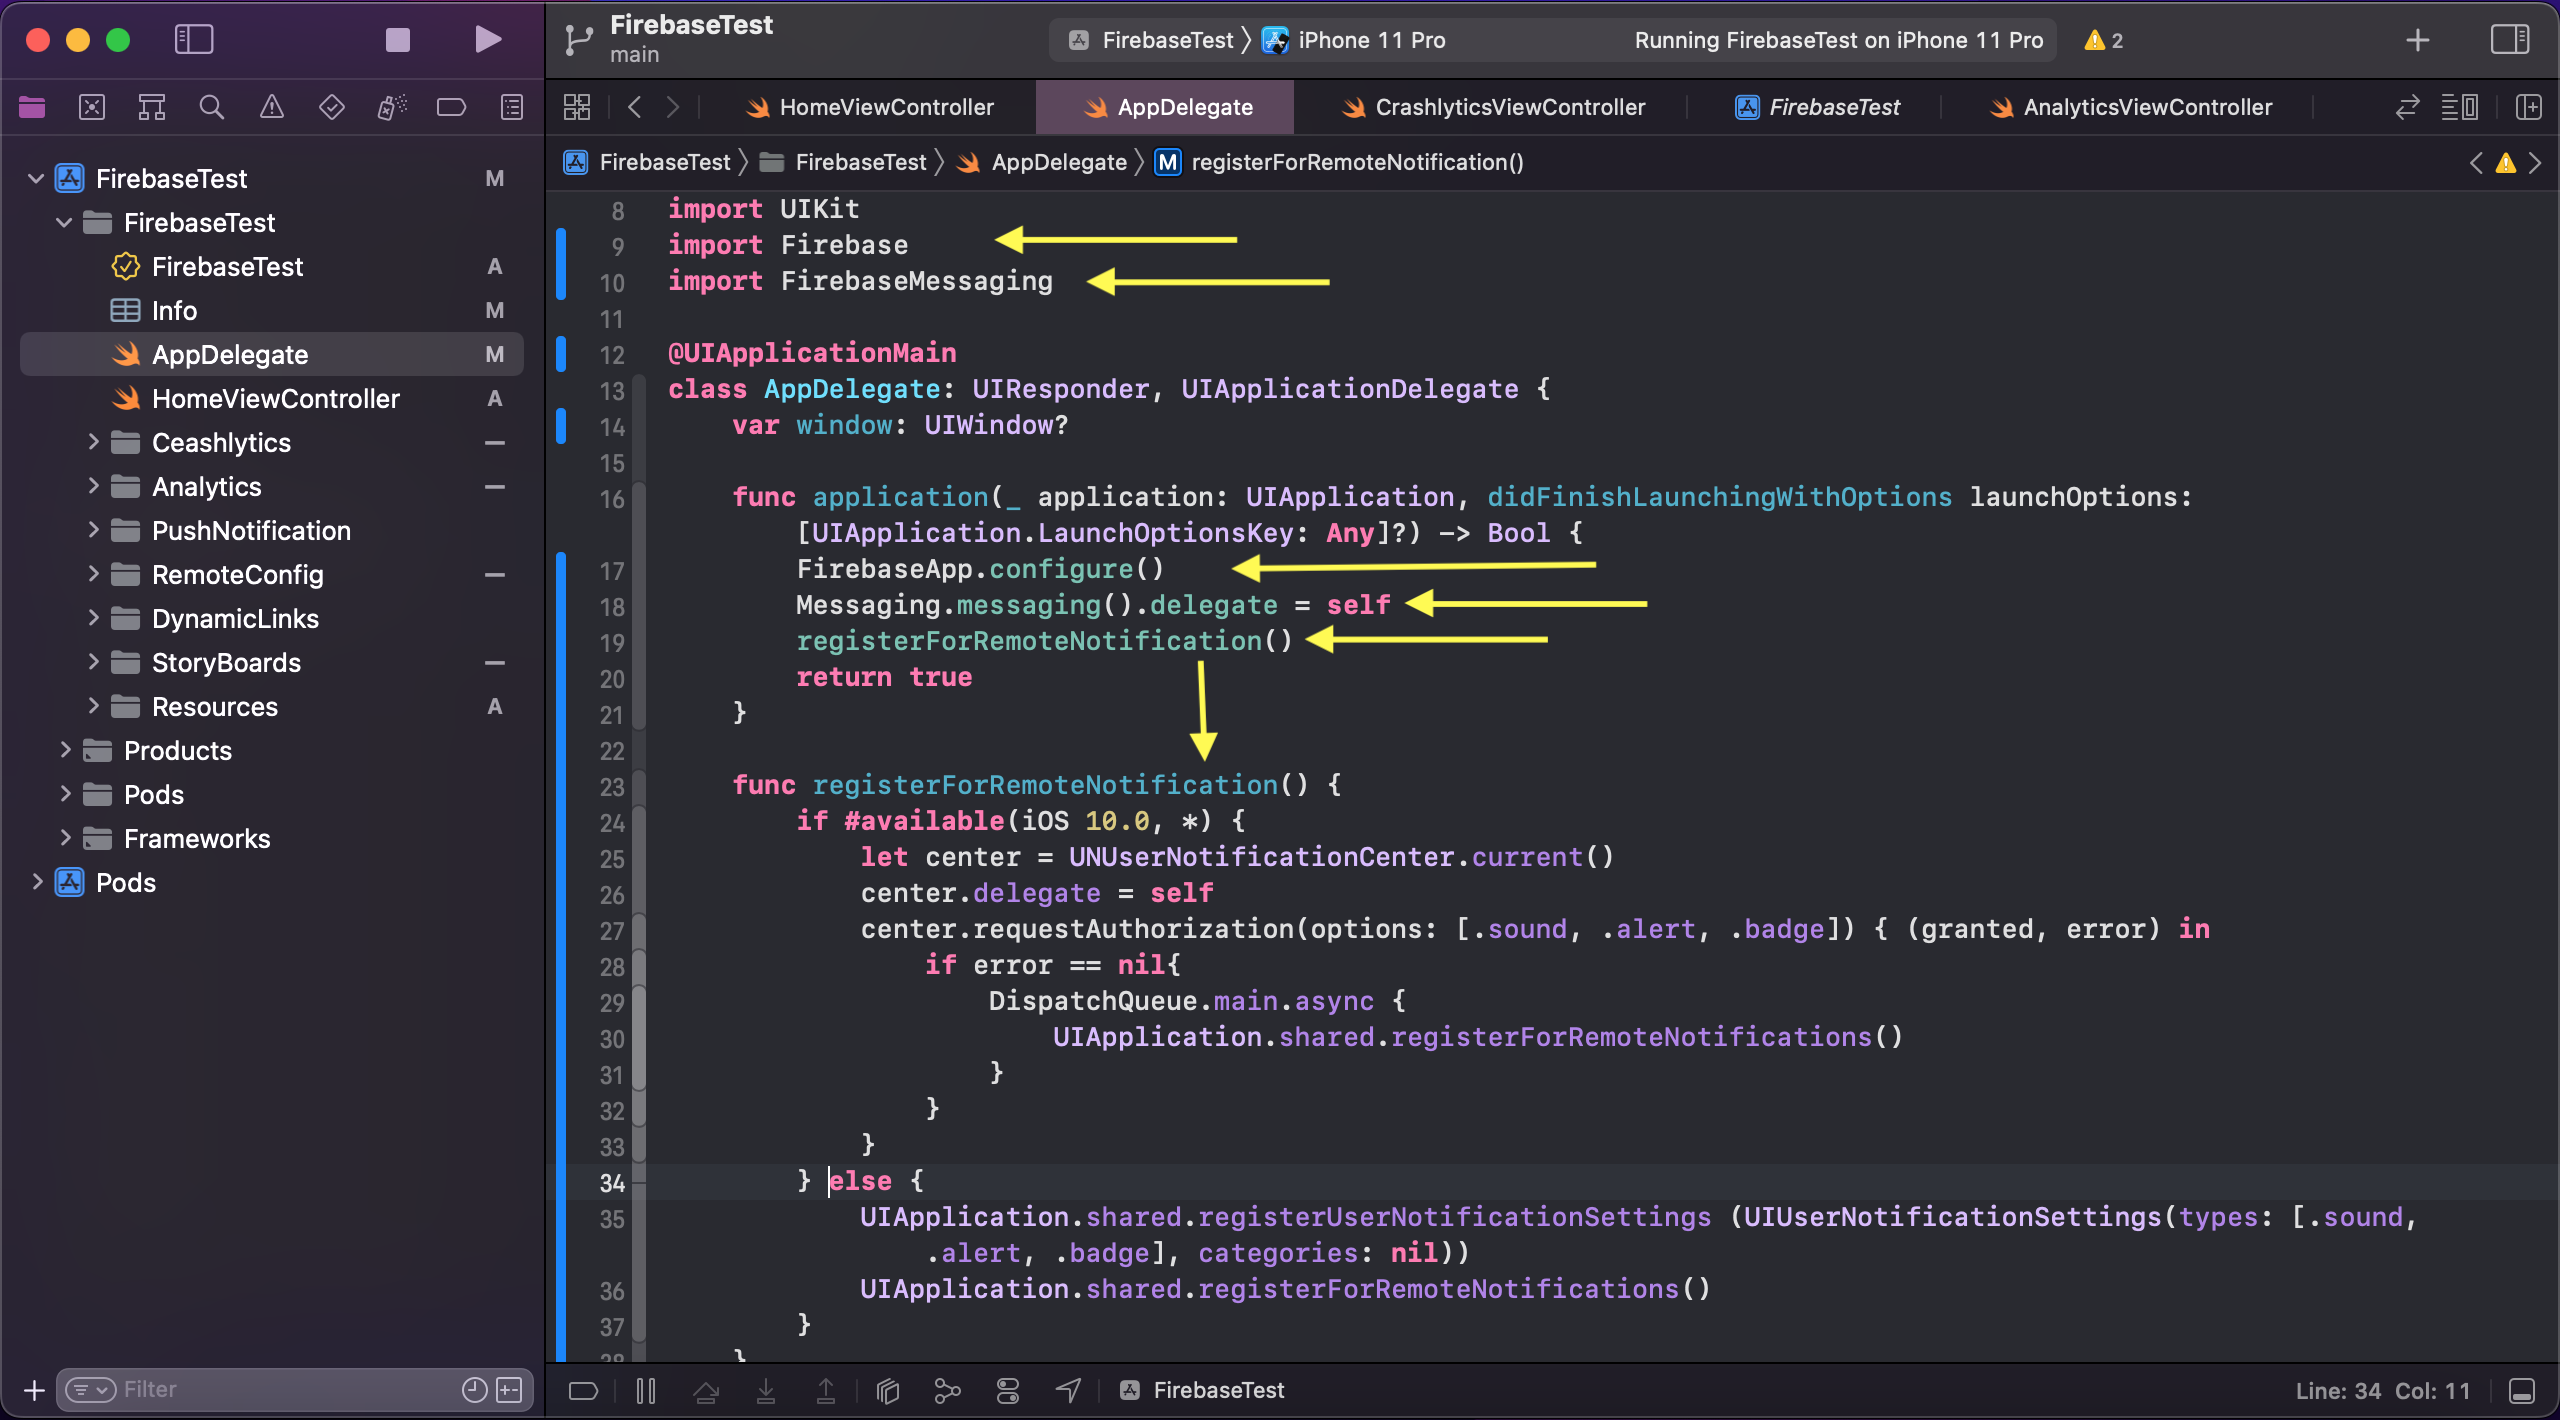 FirebaseTest
main
FirebaseTest 〉 iPhone 11 Pro
Running FirebaseTest on iPhone 11 Pro
2
HomeViewController
AppDelegate
CrashlyticsViewController
FirebaseTest
AnalyticsViewController
FirebaseTest 〉 FirebaseTest 〉 AppDelegate 〉 M registerForRemoteNotification()
FirebaseTest M
FirebaseTest
FirebaseTest A
Info M
AppDelegate M
HomeViewController A
Ceashlytics
Analytics
PushNotification
RemoteConfig
DynamicLinks
StoryBoards
Resources A
Products
Pods
Frameworks
Pods
Filter
8 import UIKit
9 import Firebase
10 import FirebaseMessaging
11
12 @UIApplicationMain
13 class AppDelegate: UIResponder, UIApplicationDelegate {
14 var window: UIWindow?
15
16 func application(_ application: UIApplication, didFinishLaunchingWithOptions launchOptions:
[UIApplication.LaunchOptionsKey: Any]?) -> Bool {
17 FirebaseApp.configure()
18 Messaging.messaging().delegate = self
19 registerForRemoteNotification()
20 return true
21 }
22
23 func registerForRemoteNotification() {
24 if #available(iOS 10.0, *) {
25 let center = UNUserNotificationCenter.current()
26 center.delegate = self
27 center.requestAuthorization(options: [.sound, .alert, .badge]) { (granted, error) in
28 if error == nil{
29 DispatchQueue.main.async {
30 UIApplication.shared.registerForRemoteNotifications()
31 }
32 }
33 }
34 } else {
35 UIApplication.shared.registerUserNotificationSettings (UIUserNotificationSettings(types: [.sound,
.alert, .badge], categories: nil))
36 UIApplication.shared.registerForRemoteNotifications()
37 }
38 }
FirebaseTest
Line: 34 Col: 11